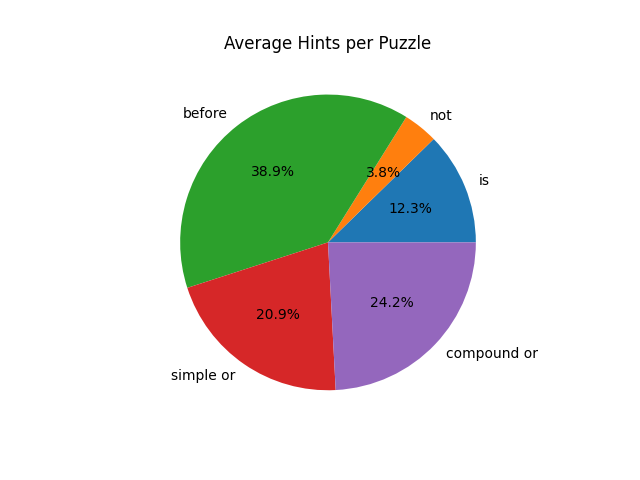 Average Hints per Puzzle
before
not
38.9%
3.8%
is
12.3%
20.9%
24.2%
compound or
simple or